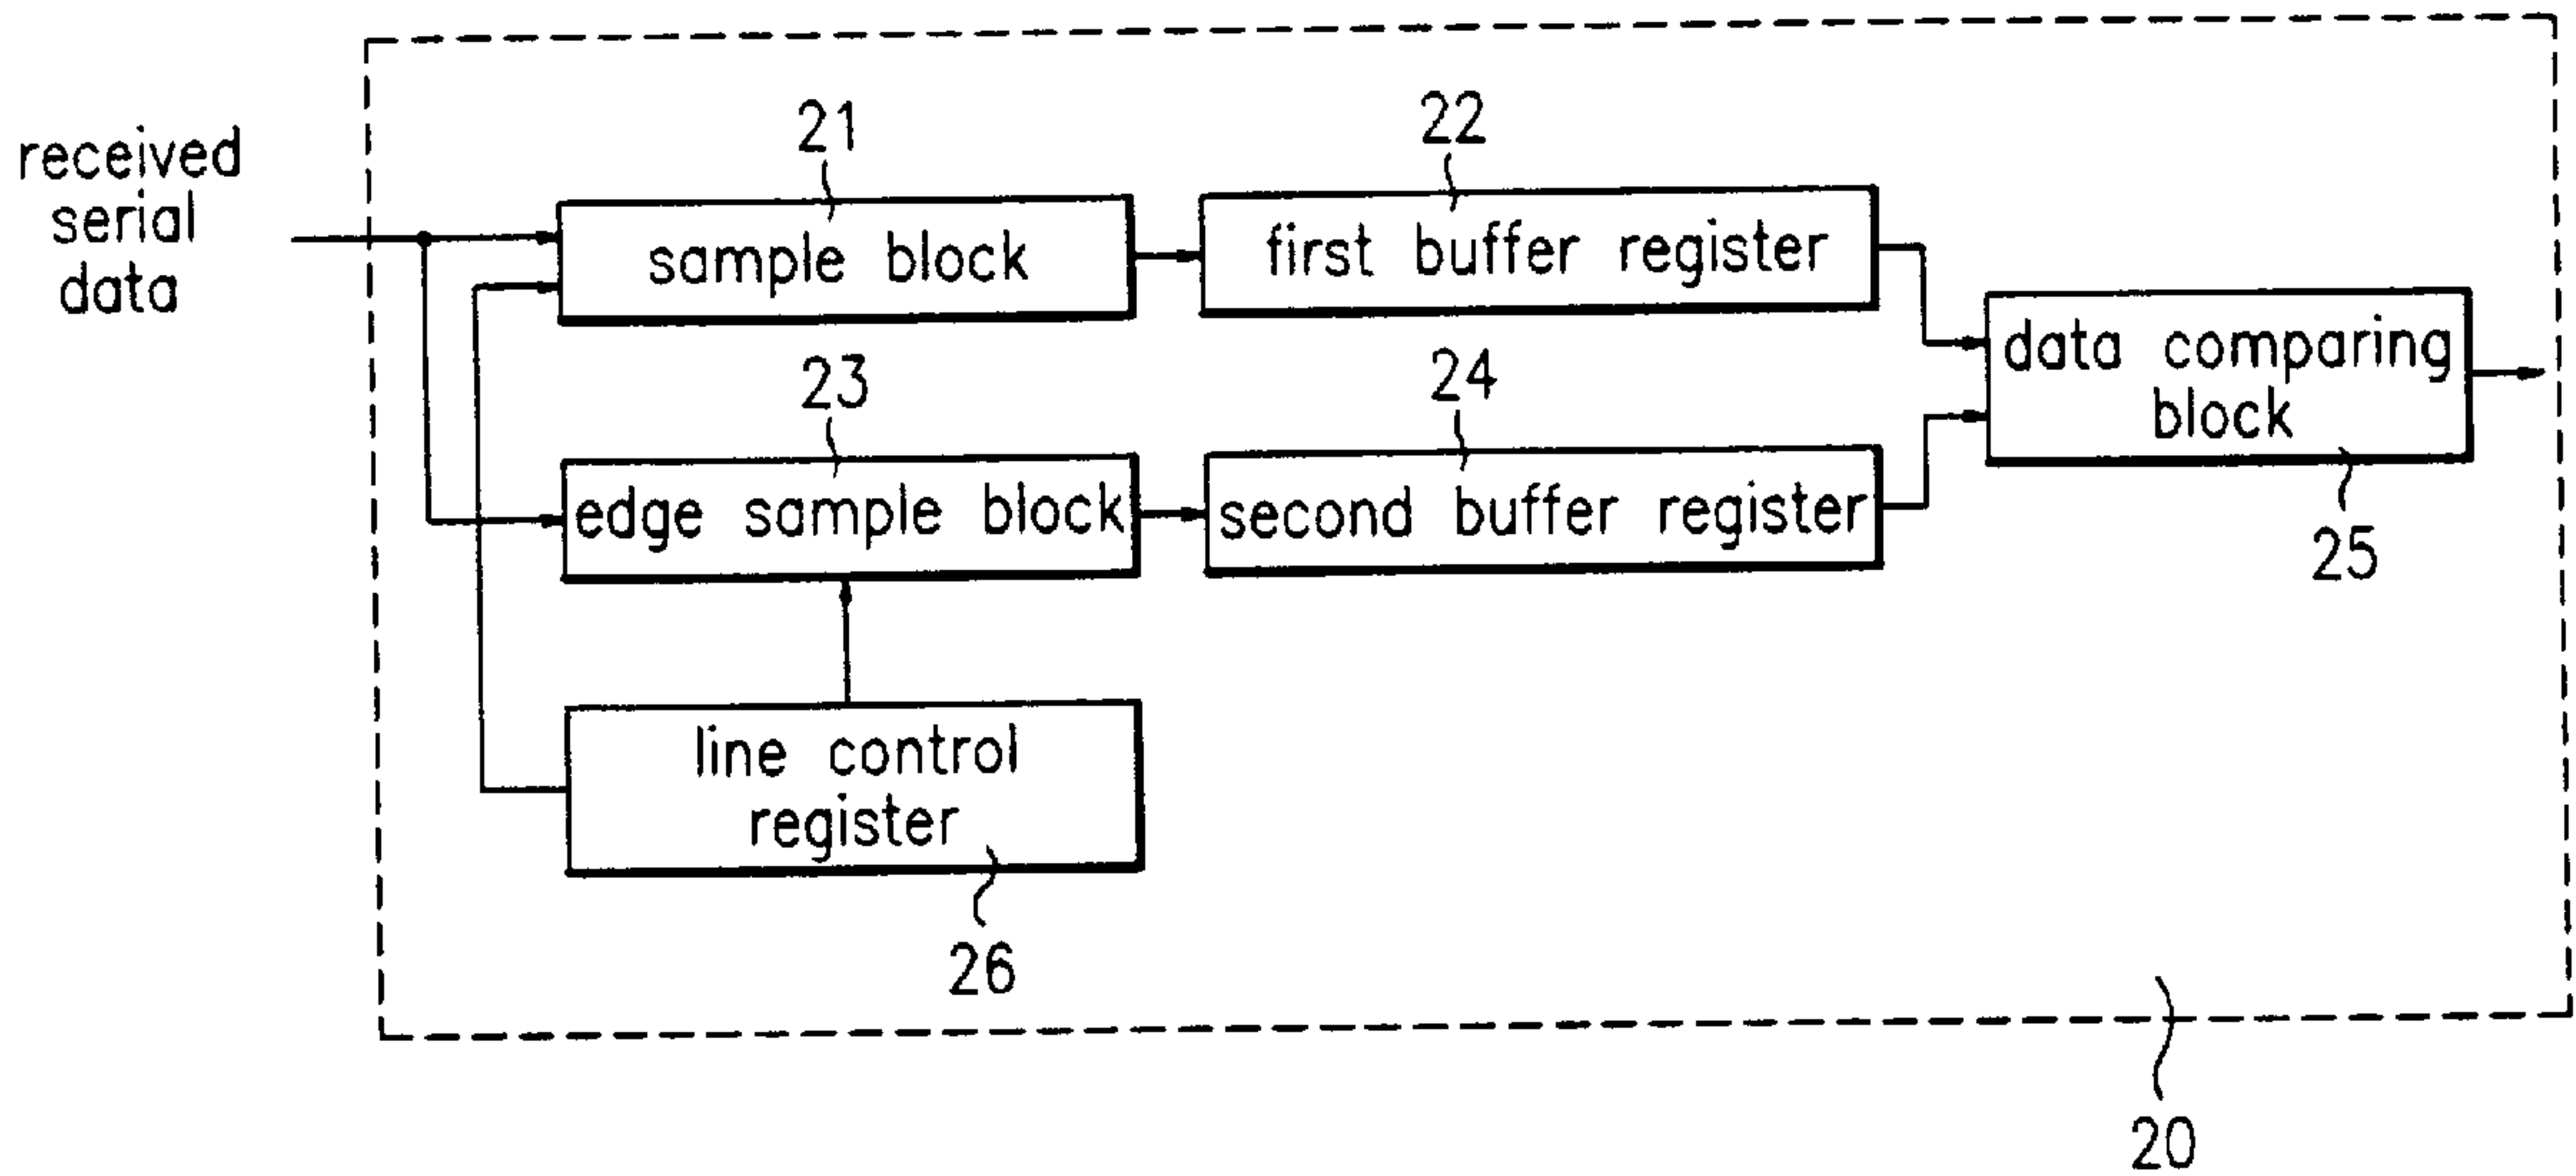 received
serial
data
21
sample block
22
first buffer register
23
edge sample block
24
second buffer register
data comparing
block
25
line control
register
26
20